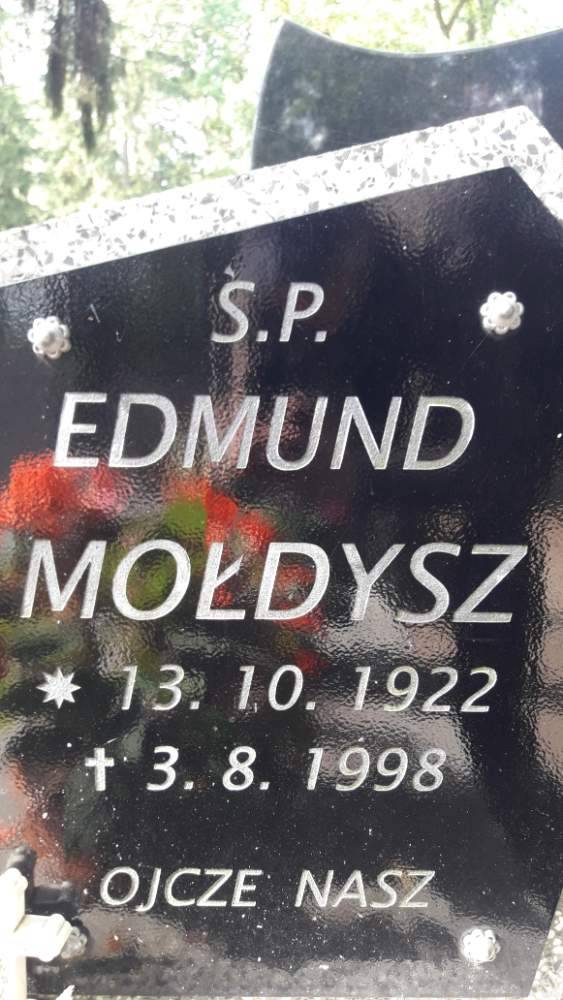 Ś.P.
EDMUND
MOŁDYSZ
✴ 13. 10. 1922
✝ 3. 8. 1998
OJCZE NASZ